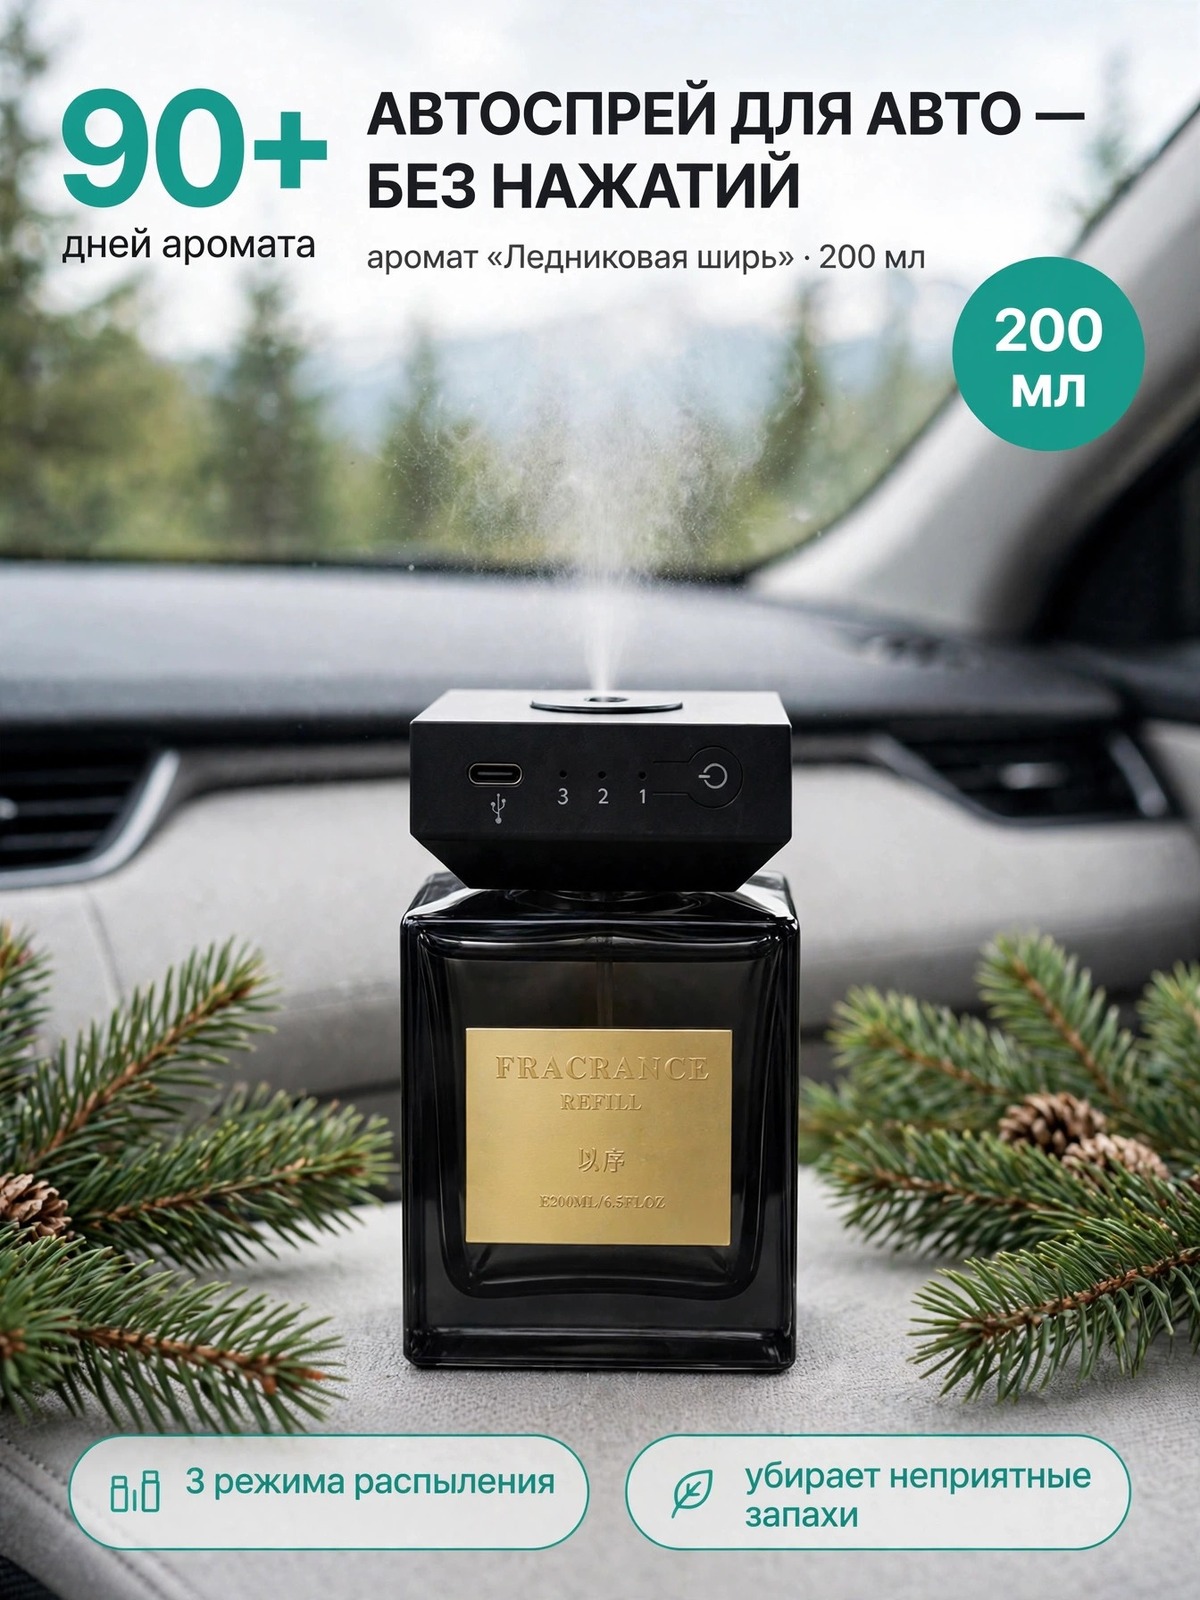 90+
дней аромата
АВТОСПРЕЙ ДЛЯ АВТО —
БЕЗ НАЖАТИЙ
аромат «Ледниковая ширь» · 200 мл
200
мл
3 2 1
FRACRANCE
REFILL
以序
E200ML/6.5FLOZ
3 режима распыления
убирает неприятные
запахи